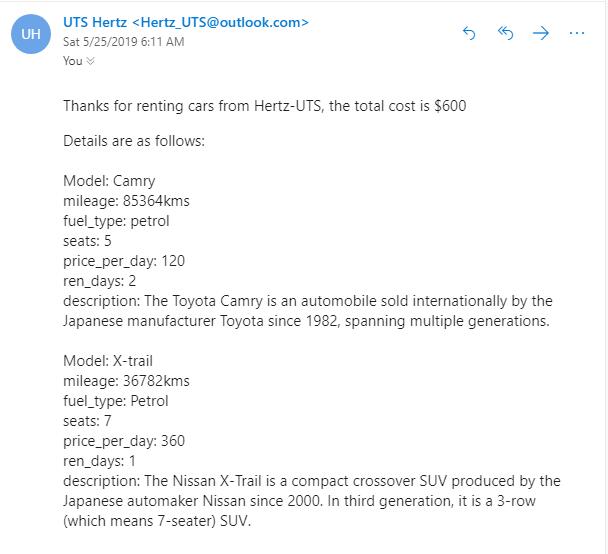 UH
UTS Hertz <Hertz_UTS@outlook.com>
Sat 5/25/2019 6:11 AM
You
Thanks for renting cars from Hertz-UTS, the total cost is $600
Details are as follows:
Model: Camry
mileage: 85364kms
fuel_type: petrol
seats: 5
price_per_day: 120
ren_days: 2
description: The Toyota Camry is an automobile sold internationally by the
Japanese manufacturer Toyota since 1982, spanning multiple generations.
Model: X-trail
mileage: 36782kms
fuel_type: Petrol
seats: 7
price_per_day: 360
ren_days: 1
description: The Nissan X-Trail is a compact crossover SUV produced by the
Japanese automaker Nissan since 2000. In third generation, it is a 3-row
(which means 7-seater) SUV.